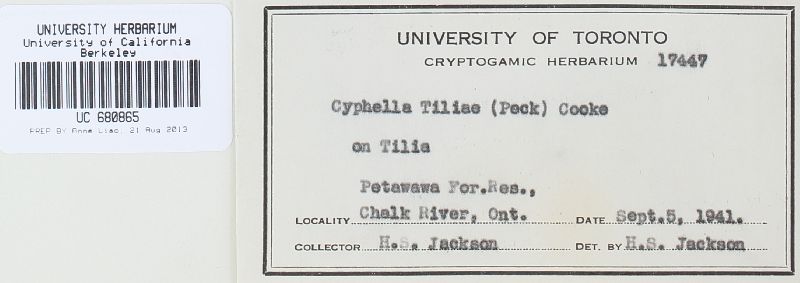 UNIVERSITY HERBARIUM
University of California
Berkeley
UC 680865
PREP BY Anna Liao, 21 Aug 2013
UNIVERSITY OF TORONTO
CRYPTOGAMIC HERBARIUM 17447
Cyphella Tiliae (Peck) Cooke
on Tilia
Petawawa For.Res.,
LOCALITY Chalk River, Ont. DATE Sept.5, 1941.
COLLECTOR H.S. Jackson DET. BY H.S. Jackson